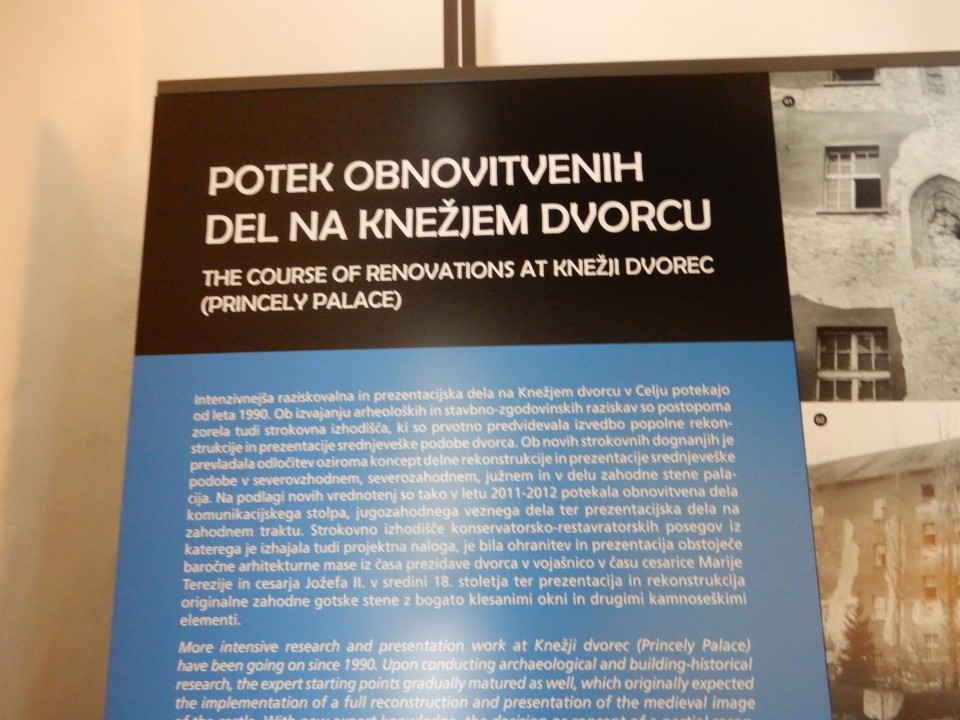 POTEK OBNOVITVENIH
DEL NA KNEŽJEM DVORCU
THE COURSE OF RENOVATIONS AT KNEŽJI DVOREC
(PRINCELY PALACE)
Intenzivnejša raziskovalna in prezentacijska dela na Knežjem dvorcu v Celju potekajo
od leta 1990. Ob izvajanju arheoloških in stavbno-zgodovinskih raziskav so postopoma
zorela tudi strokovna izhodišča, ki so prvotno predvidevala izvedbo popolne rekon-
strukcije in prezentacije srednjeveške podobe dvorca. Ob novih strokovnih dognanjih je
prevladala odločitev oziroma koncept delne rekonstrukcije in prezentacije srednjeveške
podobe v severovzhodnem, severozahodnem, južnem in v delu zahodne stene pala-
cija. Na podlagi novih vrednotenj so tako v letu 2011-2012 potekala obnovitvena dela
komunikacijskega stolpa, jugozahodnega veznega dela ter prezentacijska dela na
zahodnem traktu. Strokovno izhodišče konservatorsko-restavratorskih posegov iz
katerega je izhajala tudi projektna naloga, je bila ohranitev in prezentacija obstoječe
baročne arhitekturne mase iz časa prezidave dvorca v vojašnico v času cesarice Marije
Terezije in cesarja Jožefa II. v sredini 18. stoletja ter prezentacija in rekonstrukcija
originalne zahodne gotske stene z bogato klesanimi okni in drugimi kamnoseškimi
elementi.
More intensive research and presentation work at Knežji dvorec (Princely Palace)
have been going on since 1990. Upon conducting archaeological and building-historical
research, the expert starting points gradually matured as well, which originally expected
the implementation of a full reconstruction and presentation of the medieval image
01
02